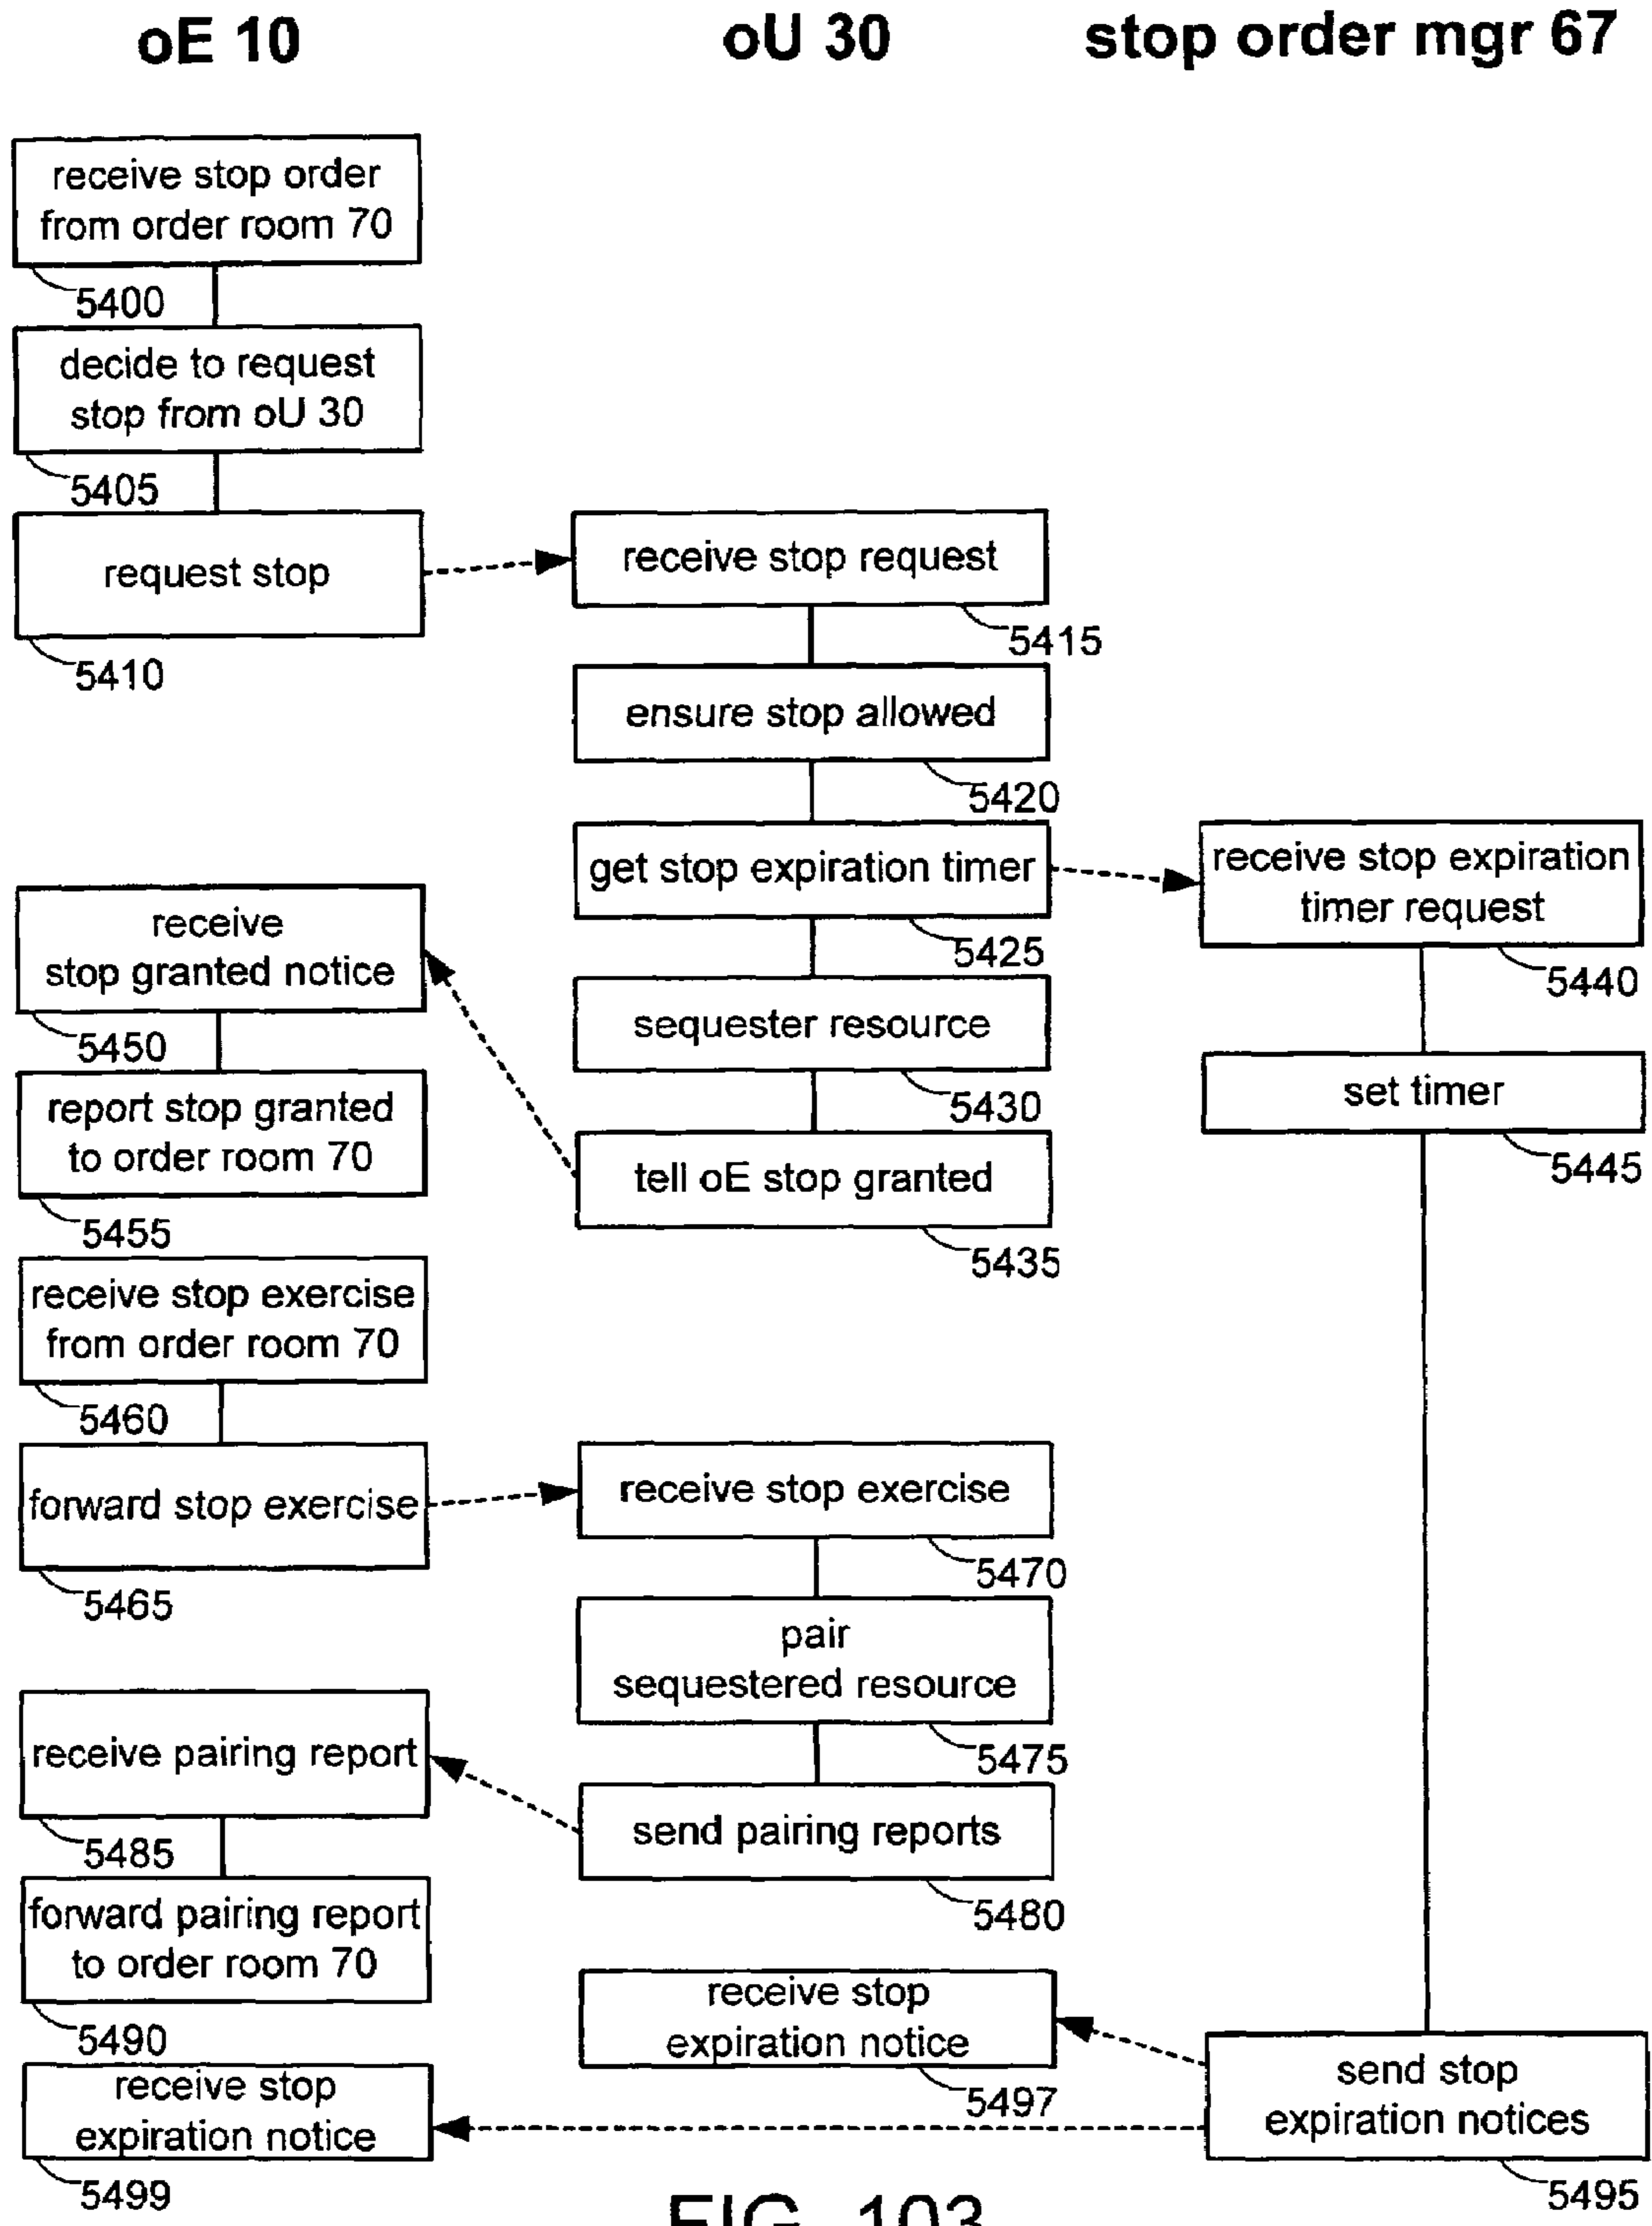 oE 10
oU 30
stop order mgr 67
receive stop order
from order room 70
5400
decide to request
stop from oU 30
5405
request stop
5410
receive stop request
5415
ensure stop allowed
5420
get stop expiration timer
5425
receive stop expiration
timer request
5440
receive
stop granted notice
5450
sequester resource
5430
set timer
5445
report stop granted
to order room 70
5455
tell oE stop granted
5435
receive stop exercise
from order room 70
5460
forward stop exercise
5465
receive stop exercise
5470
pair
sequestered resource
5475
receive pairing report
5485
send pairing reports
5480
forward pairing report
to order room 70
5490
receive stop
expiration notice
5497
send stop
expiration notices
5495
receive stop
expiration notice
5499
FIG. 103